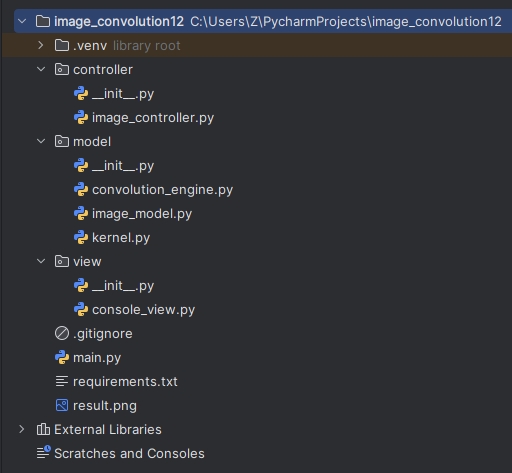 image_convolution12 C:\Users\Z\PycharmProjects\image_convolution12
.venv library root
controller
__init__.py
image_controller.py
model
__init__.py
convolution_engine.py
image_model.py
kernel.py
view
__init__.py
console_view.py
.gitignore
main.py
requirements.txt
result.png
External Libraries
Scratches and Consoles